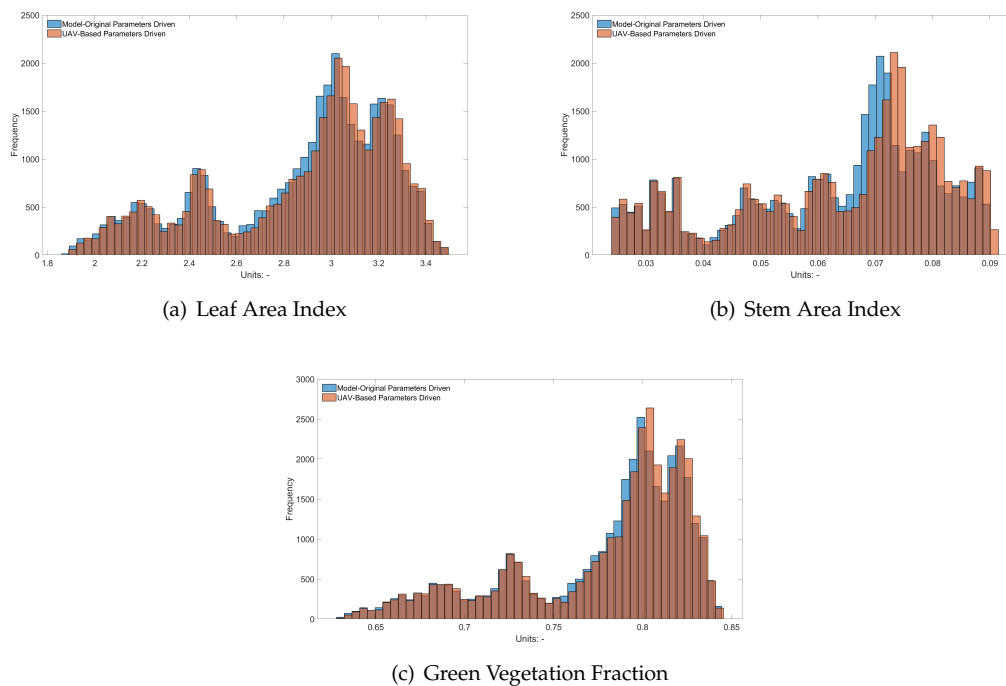 2500
Model-Original Parameters Driven
UAV-Based Parameters Driven
2000
1500
1000
500
0
Frequency
1.8 2 2.2 2.4 2.6 2.8 3 3.2 3.4
Units: -
(a) Leaf Area Index
2500
Model-Original Parameters Driven
UAV-Based Parameters Driven
2000
1500
1000
500
0
Frequency
0.03 0.04 0.05 0.06 0.07 0.08 0.09
Units: -
(b) Stem Area Index
3000
Model-Original Parameters Driven
UAV-Based Parameters Driven
2500
2000
1500
1000
500
0
Frequency
0.65 0.7 0.75 0.8 0.85
Units: -
(c) Green Vegetation Fraction